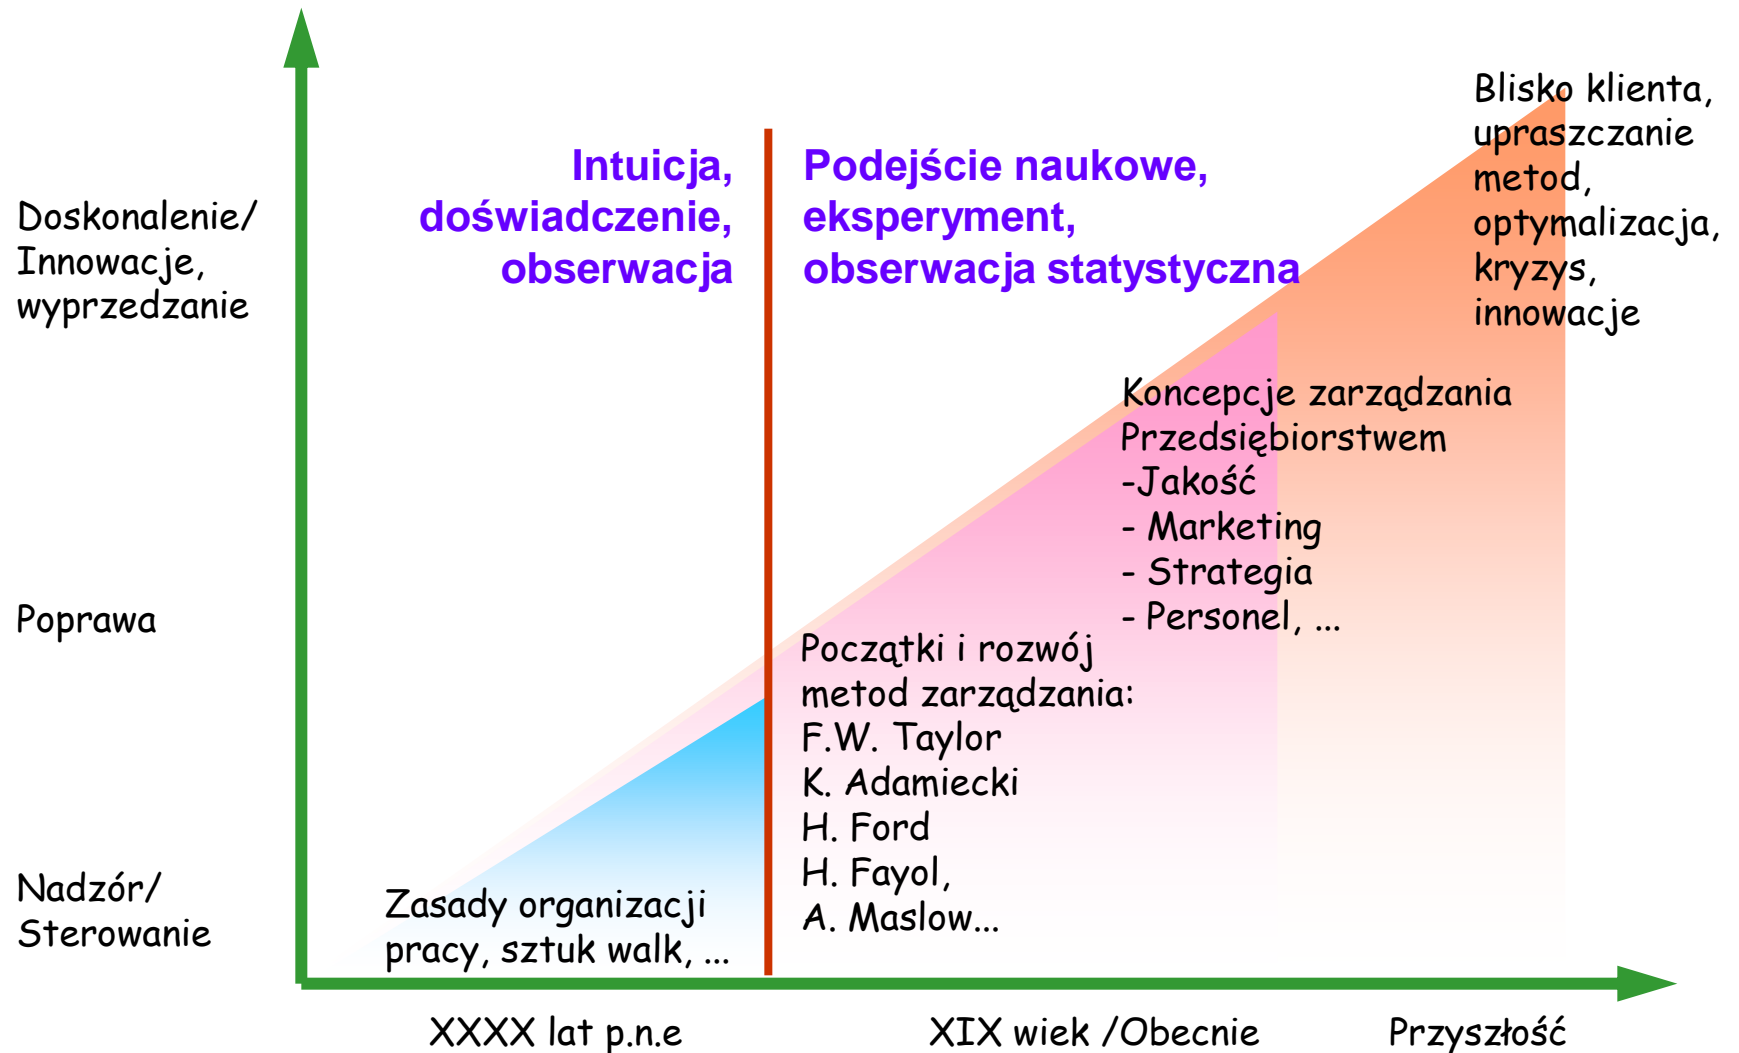 Doskonalenie/
Innowacje,
wyprzedzanie
Poprawa
Nadzór/
Sterowanie
Intuicja,
doświadczenie,
obserwacja
Podejście naukowe,
eksperyment,
obserwacja statystyczna
Blisko klienta,
upraszczanie
metod,
optymalizacja,
kryzys,
innowacje
Koncepcje zarządzania
Przedsiębiorstwem
-Jakość
- Marketing
- Strategia
- Personel, ...
Początki i rozwój
metod zarządzania:
F.W. Taylor
K. Adamiecki
H. Ford
H. Fayol,
A. Maslow...
Zasady organizacji
pracy, sztuk walk, ...
XXXX lat p.n.e
XIX wiek /Obecnie
Przyszłość